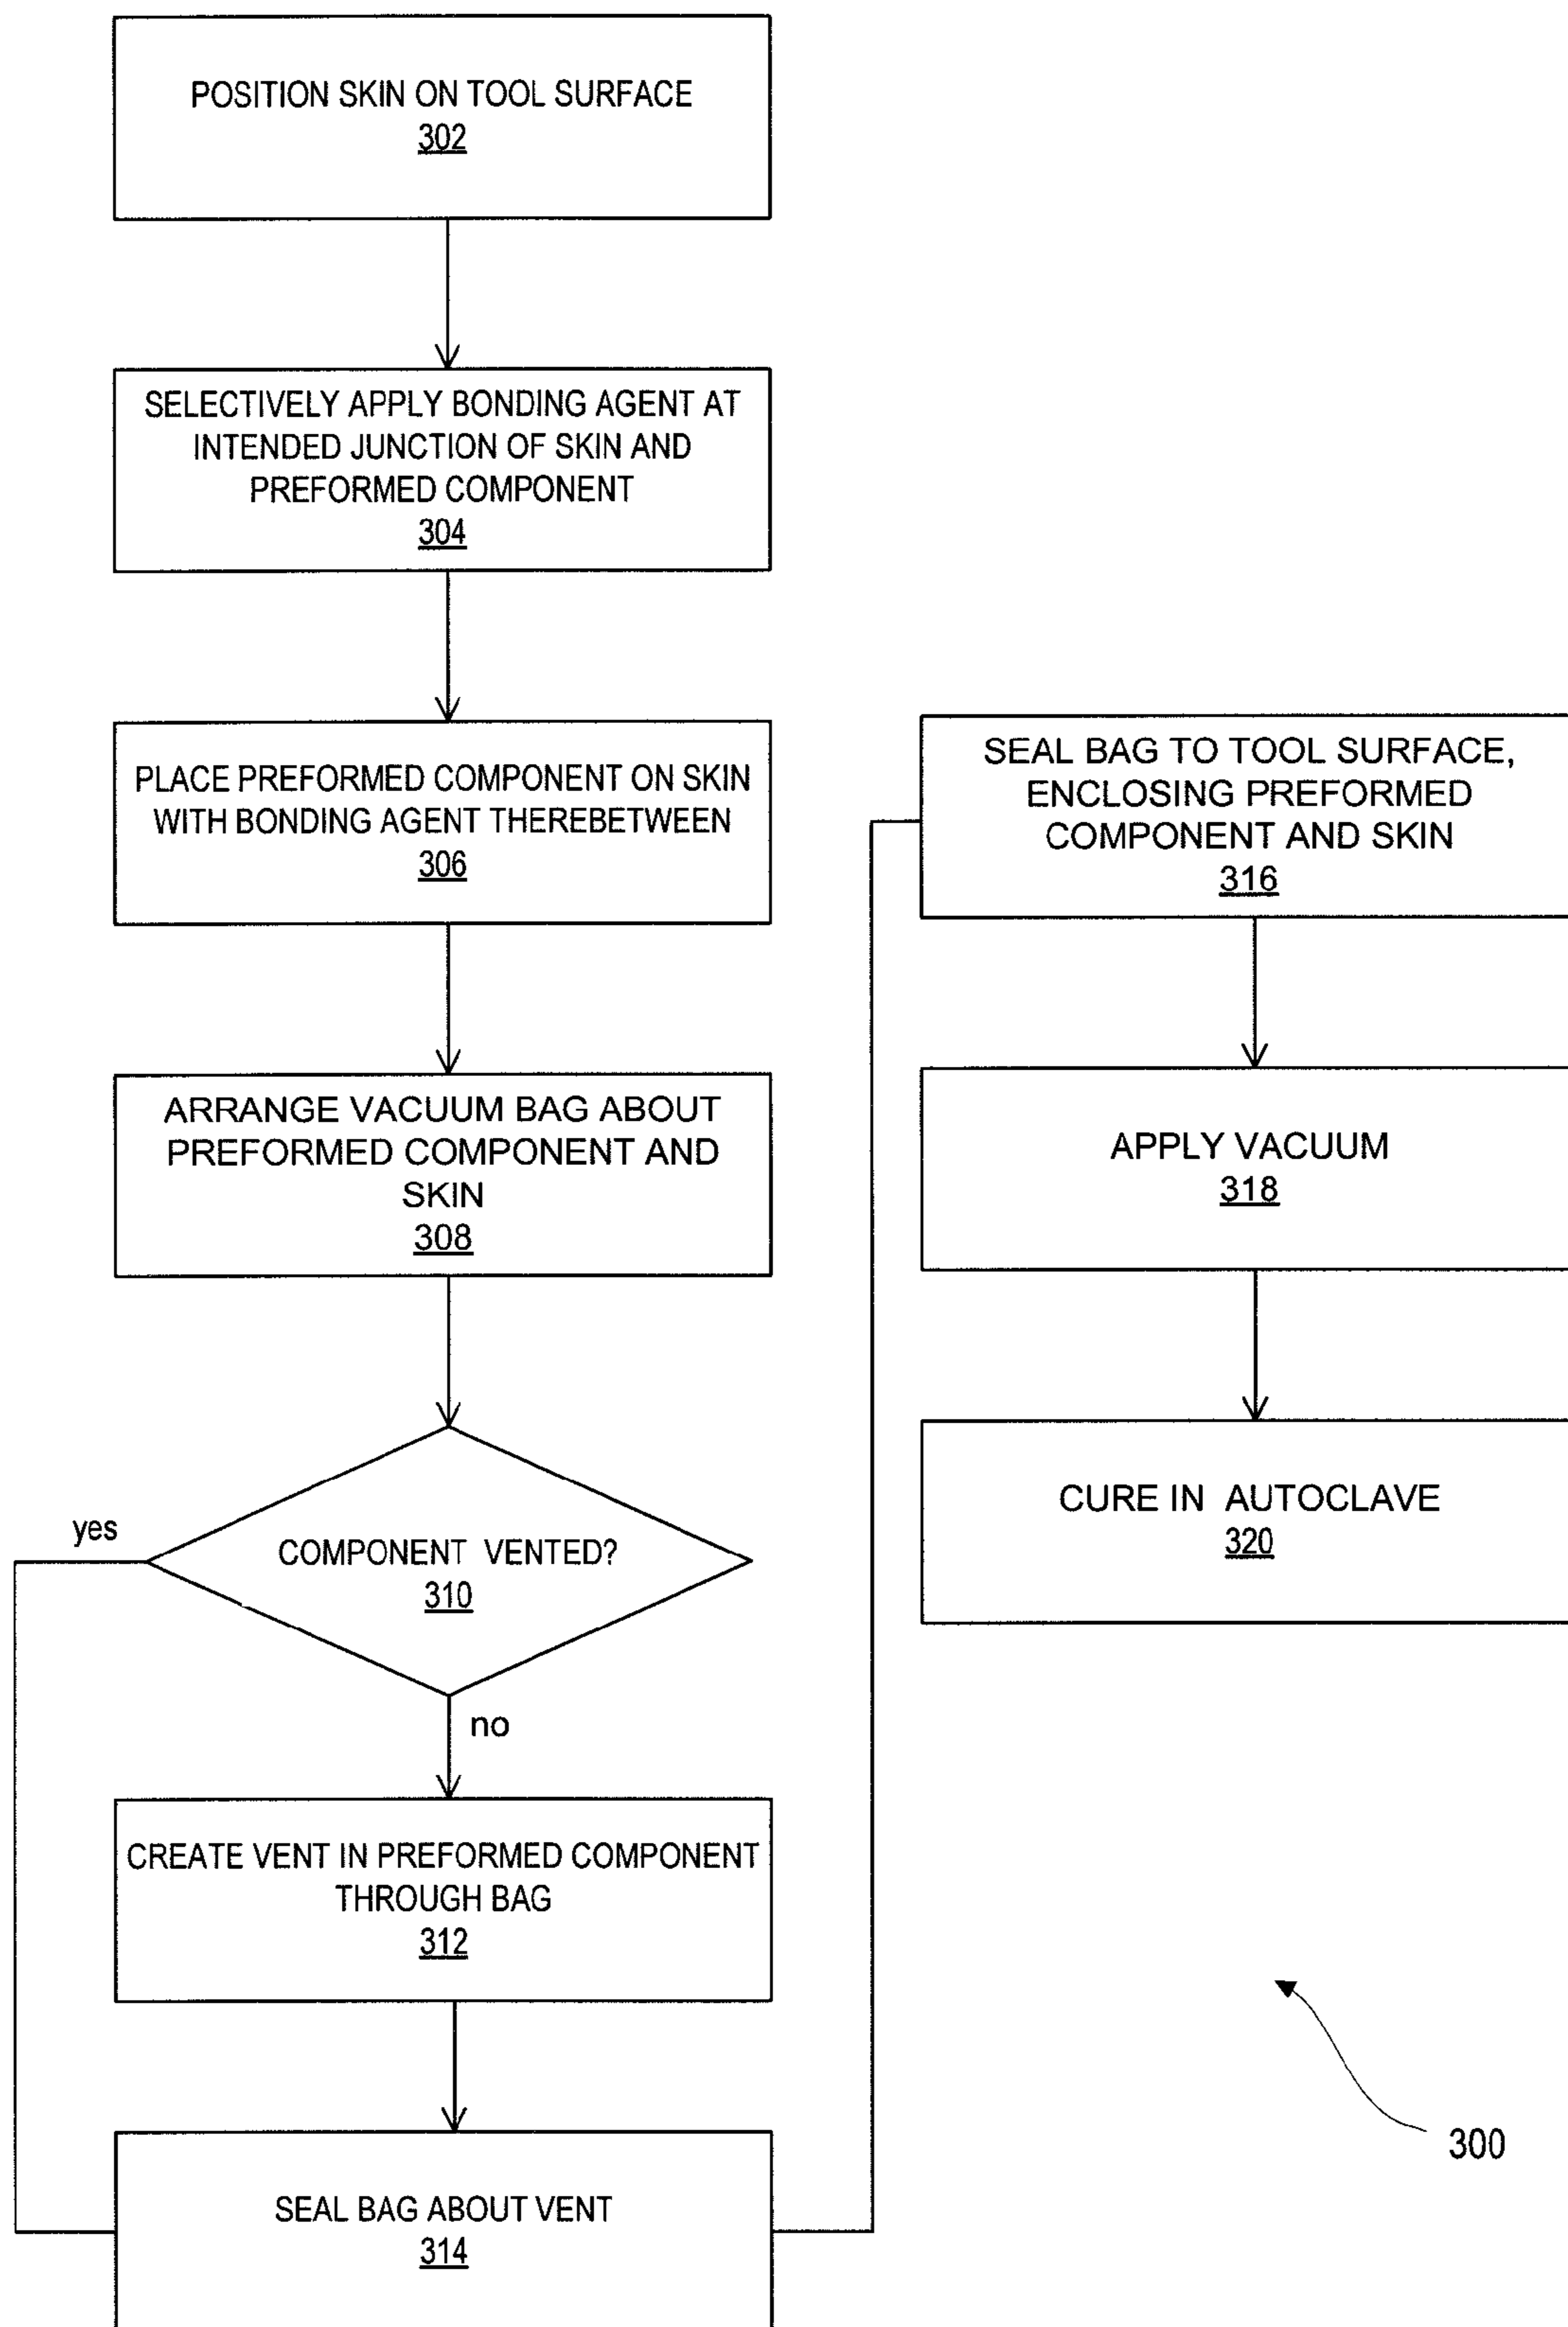 POSITION SKIN ON TOOL SURFACE
302
SELECTIVELY APPLY BONDING AGENT AT
INTENDED JUNCTION OF SKIN AND
PREFORMED COMPONENT
304
PLACE PREFORMED COMPONENT ON SKIN
WITH BONDING AGENT THEREBETWEEN
306
ARRANGE VACUUM BAG ABOUT
PREFORMED COMPONENT AND
SKIN
308
yes
COMPONENT VENTED?
310
no
CREATE VENT IN PREFORMED COMPONENT
THROUGH BAG
312
SEAL BAG ABOUT VENT
314
SEAL BAG TO TOOL SURFACE,
ENCLOSING PREFORMED
COMPONENT AND SKIN
316
APPLY VACUUM
318
CURE IN AUTOCLAVE
320
300